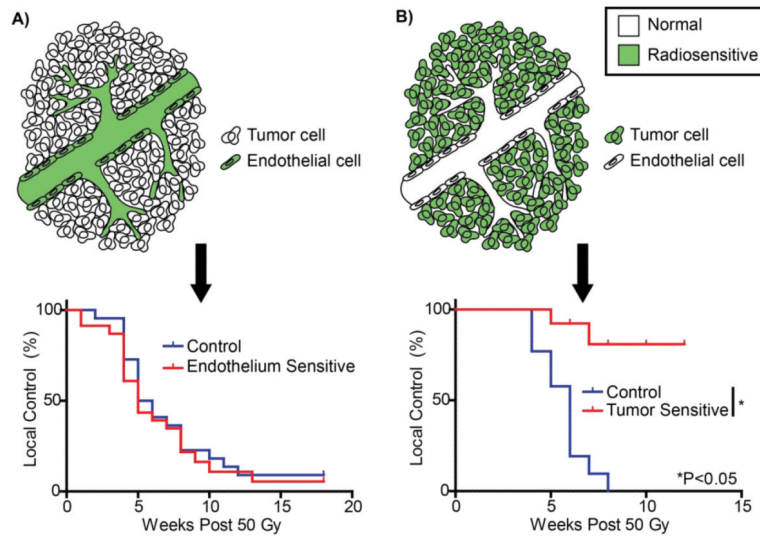 A)
Tumor cell
Endothelial cell
100
50
0
Local Control (%)
Control
Endothelium Sensitive
0 5 10 15 20
Weeks Post 50 Gy
B)
Normal
Radiosensitive
Tumor cell
Endothelial cell
100
50
0
Local Control (%)
Control
Tumor Sensitive
*
*P<0.05
0 5 10 15
Weeks Post 50 Gy